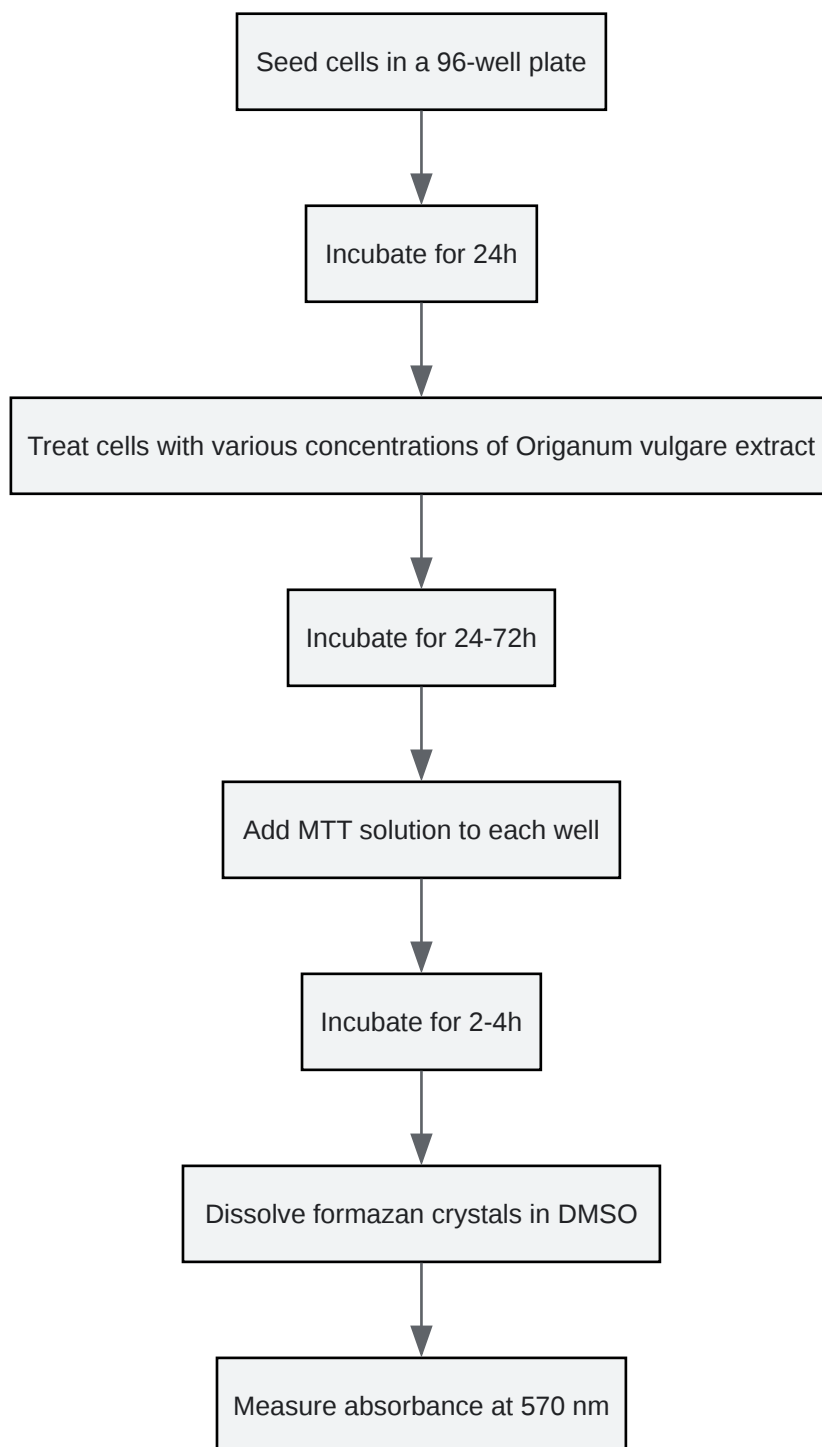 Seed cells in a 96-well plate
Incubate for 24h
Treat cells with various concentrations of Origanum vulgare extract
Incubate for 24-72h
Add MTT solution to each well
Incubate for 2-4h
Dissolve formazan crystals in DMSO
Measure absorbance at 570 nm